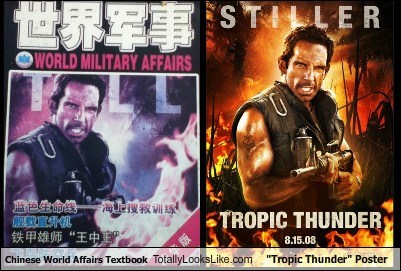 世界军事
WORLD MILITARY AFFAIRS
TILL
蓝色生命线——海上搜救训练
舰载直升机
铁甲雄师“王中王”
版
STILLER
TROPIC THUNDER
8.15.08
Chinese World Affairs Textbook
TotallyLooksLike.com
"Tropic Thunder" Poster